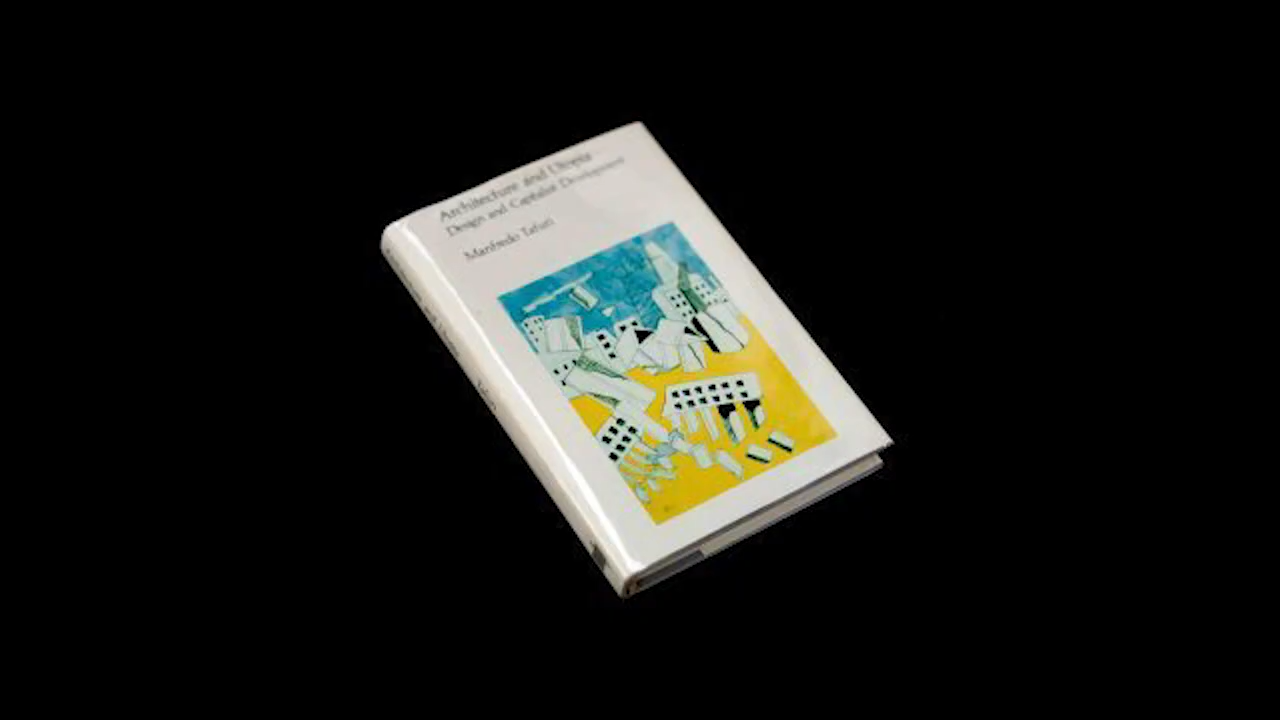 Architecture and Utopia
Design and Capitalist Development
Manfredo Tafuri